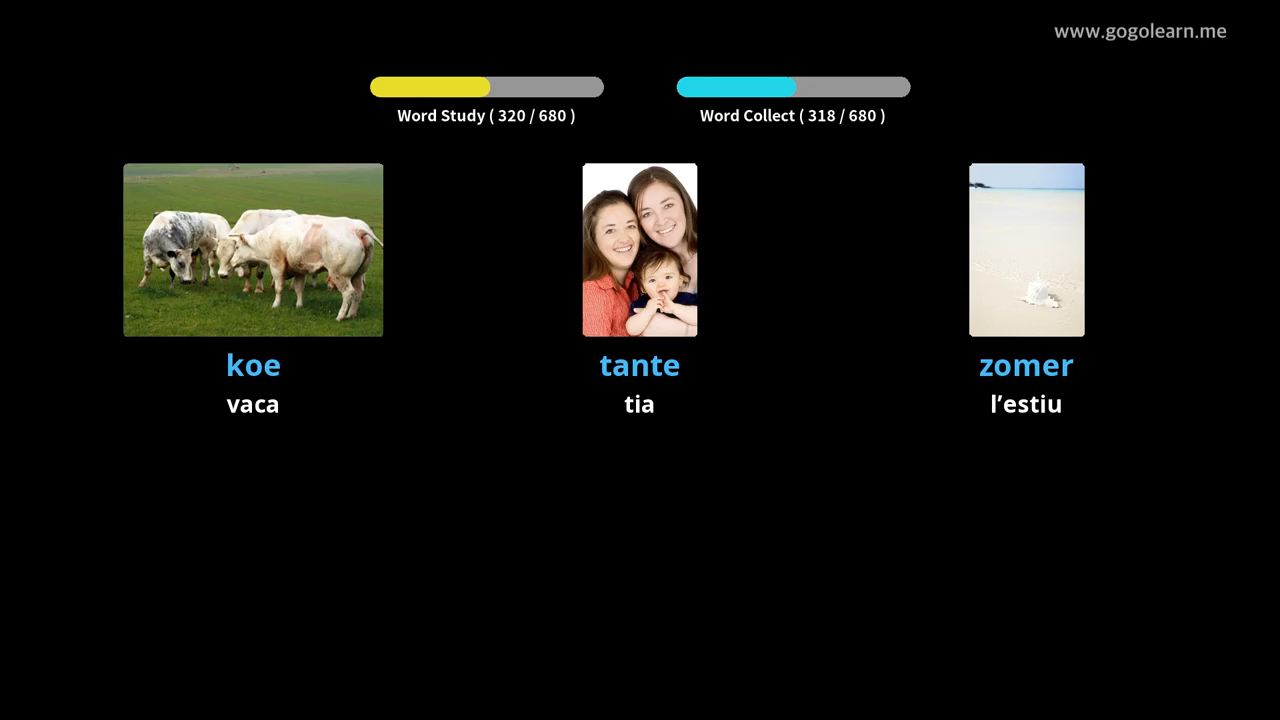 www.gogolearn.me
Word Study ( 320 / 680 )
Word Collect ( 318 / 680 )
koe
vaca
tante
tia
zomer
l’estiu